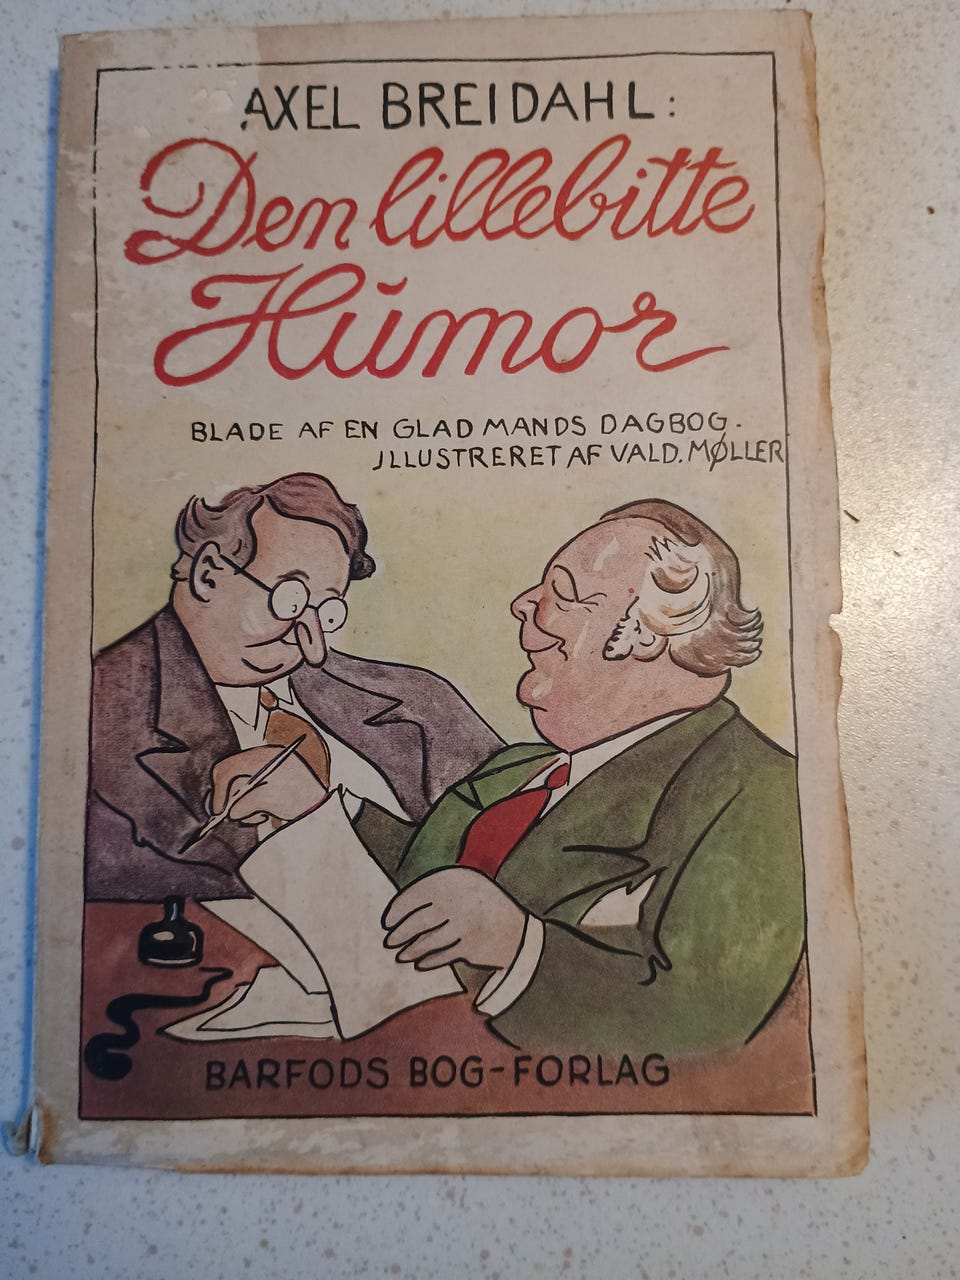 AXEL BREIDAHL:
Den lillebitte
Humor
BLADE AF EN GLAD MANDS DAGBOG.
JLLUSTRERET AF VALD. MØLLER
BARFODS BOG-FORLAG